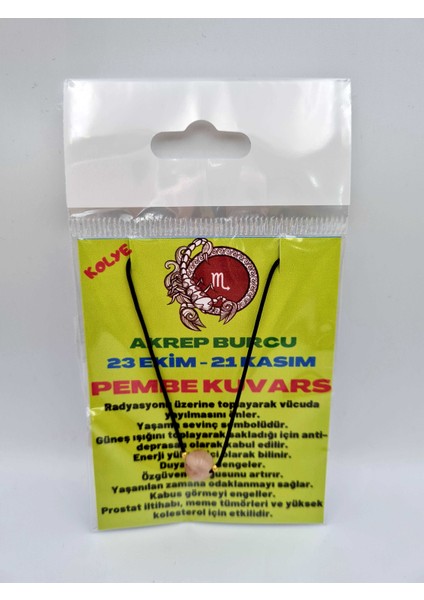 KOLYE
♏
AKREP BURCU
23 EKİM - 21 KASIM
PEMBE KUVARS
Radyasyonu üzerine toplayarak vücuda
yayılmasını önler.
Yaşama sevinç sembolüdür.
Güneş ışığını toplayarak sakladığı için anti-
depresan olarak kabul edilir.
Enerji olarak bilinir.
dengeler.
Özgüven artırır.
Yaşanılan zamana odaklanmayı sağlar.
Kabus görmeyi engeller.
Prostat iltihabı, meme tümörleri ve yüksek
kolesterol için etkilidir.